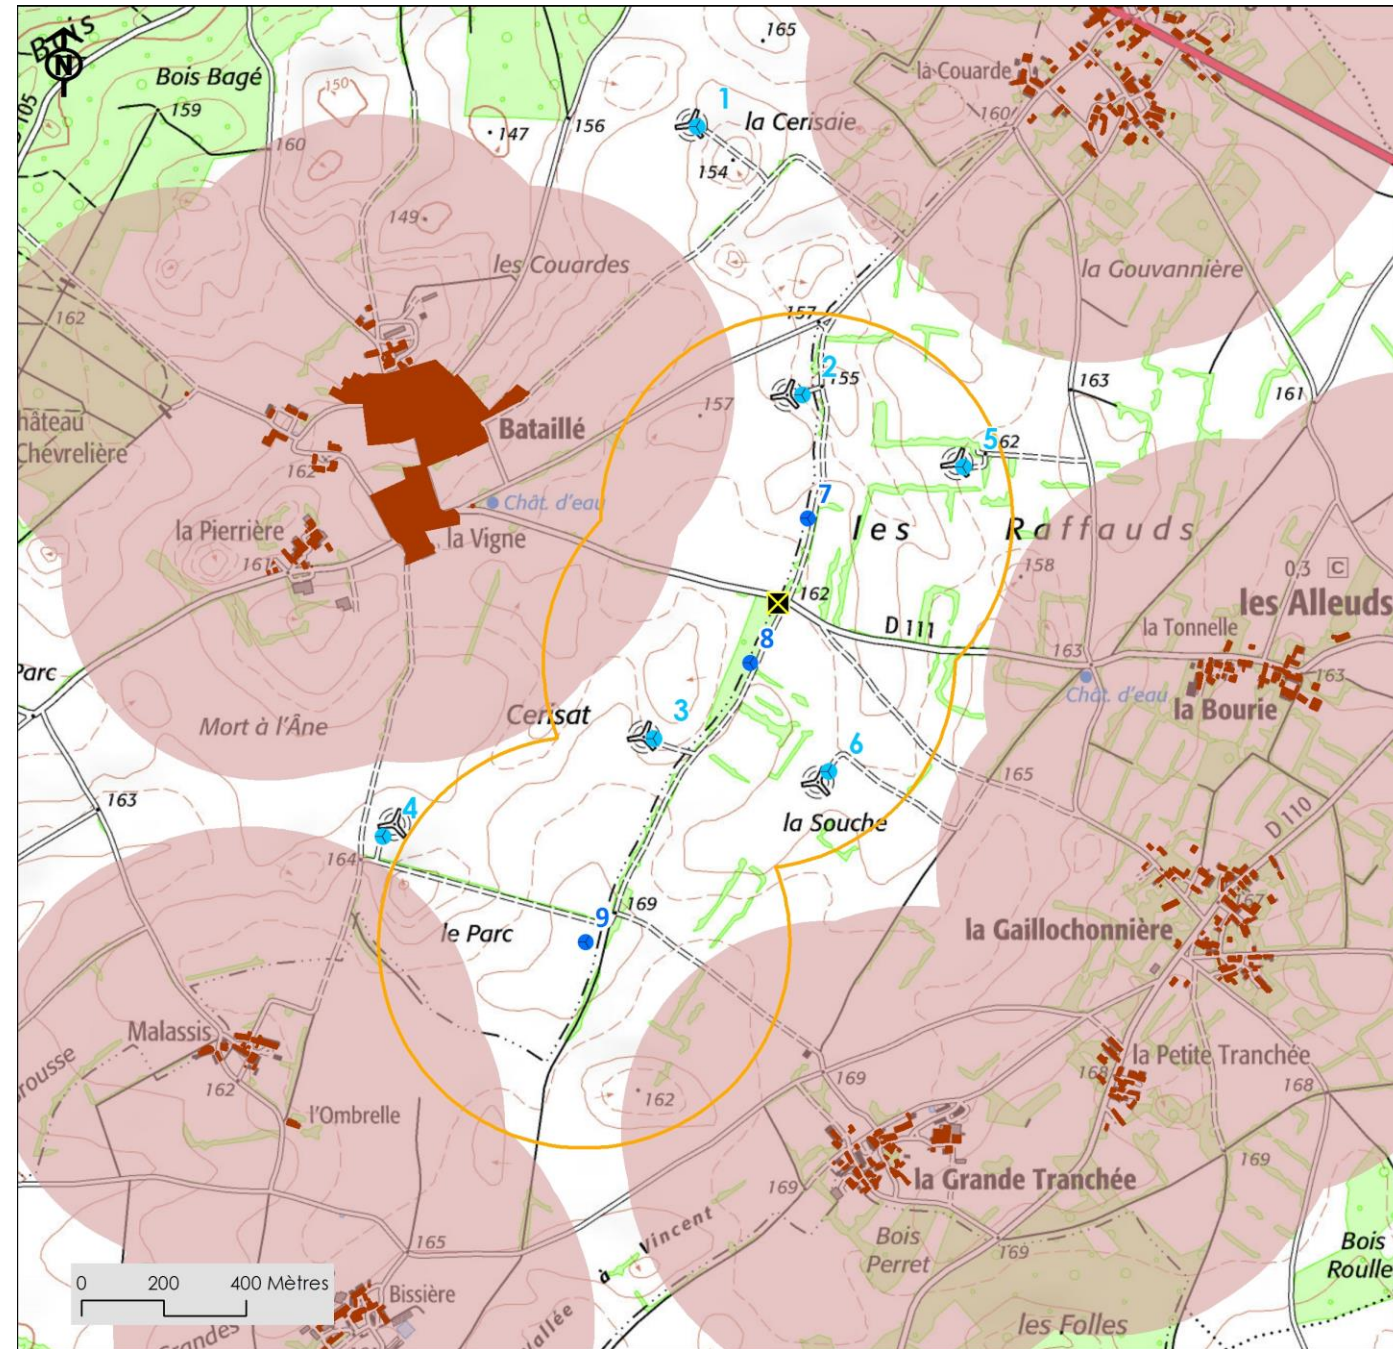 165
BOIS
N
Bois Bagé
la Couarde
105
159
150
1
147
156
la Cerisaie
160
160
154
149
les Couardes
la Gouvannière
162
157
2
155
163
161
157
hâteau
Chévrelière
Bataillé
5
62
162
7
Chât. d'eau
les Raffauds
la Pierrière
la Vigne
161
158
0.3 C
162
les Alleuds
D 111
la Tonnelle
8
163
163
Parc
Chât. d'eau
la Bourie
Mort à l'Âne
Cerisat
3
6
165
163
4
la Souche
D 110
164
167
169
9
le Parc
la Gaillochonnière
Malassis
rousse
la Petite Tranchée
168
168
162
169
162
l'Ombrelle
169
la Grande Tranchée
169
Vincent
à
Bois
Perret
169
165
Bois
Roulle
0 200 400 Mètres
Bissière
Grandes
vallée
les Folles